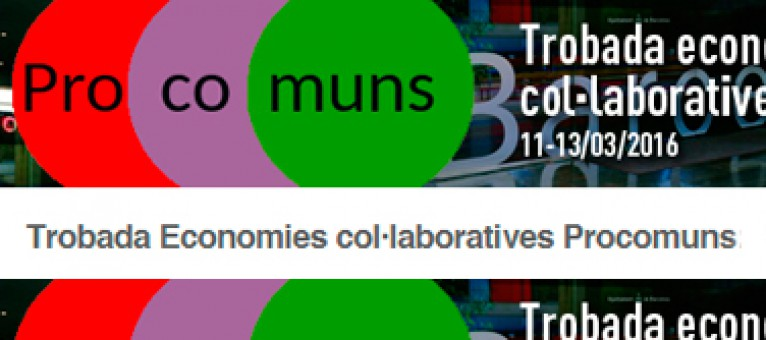 Pro co muns
Trobada econ
col·laborative
11-13/03/2016
Trobada Economies col·laboratives Procomuns
Trobada econ